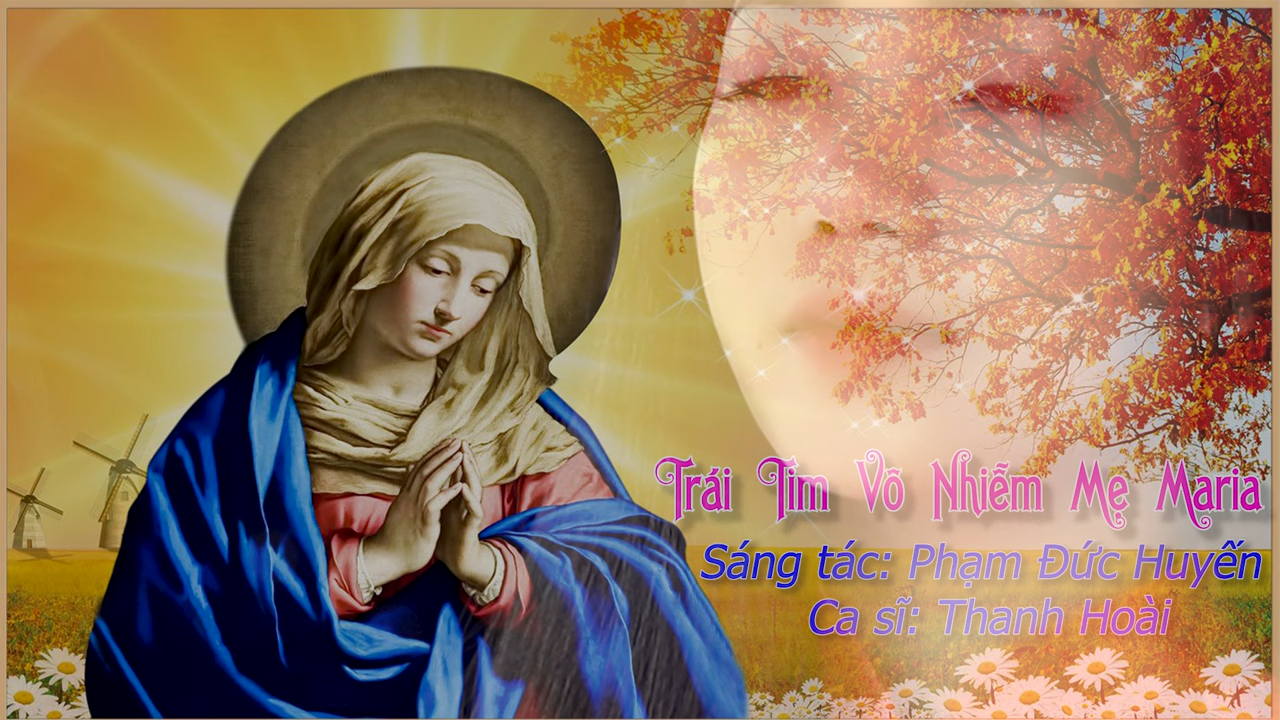 Trái Tim Vô Nhiễm Mẹ Maria
Sáng tác: Phạm Đức Huyến
Ca sĩ: Thanh Hoài